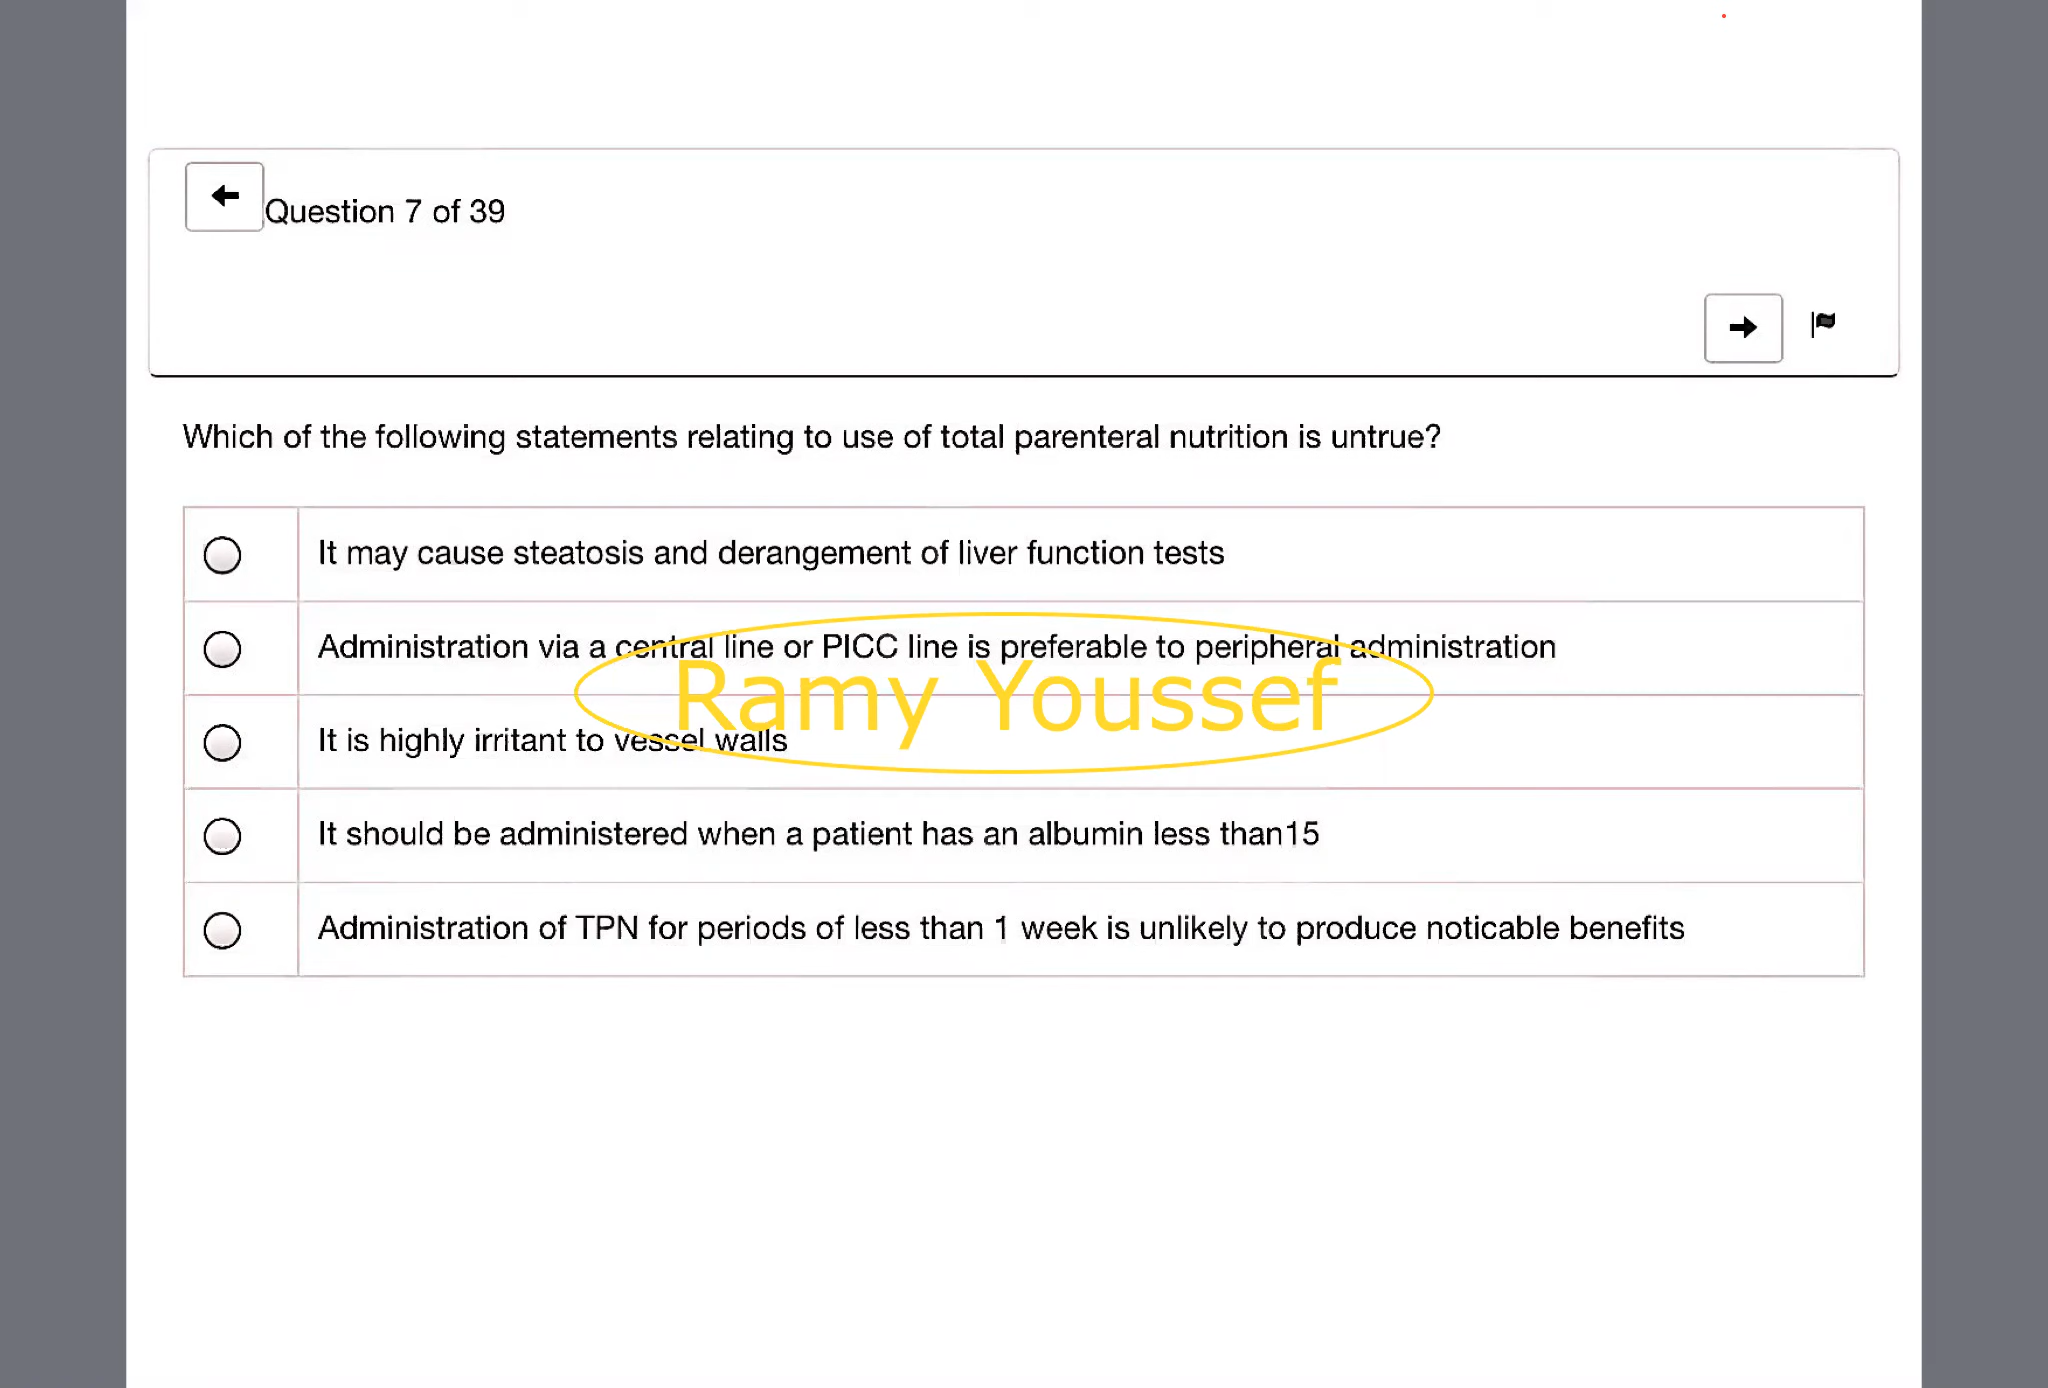 Question 7 of 39
Which of the following statements relating to use of total parenteral nutrition is untrue?
It may cause steatosis and derangement of liver function tests
Administration via a central line or PICC line is preferable to peripheral administration
Ramy Youssef
It is highly irritant to vessel walls
It should be administered when a patient has an albumin less than15
Administration of TPN for periods of less than 1 week is unlikely to produce noticable benefits